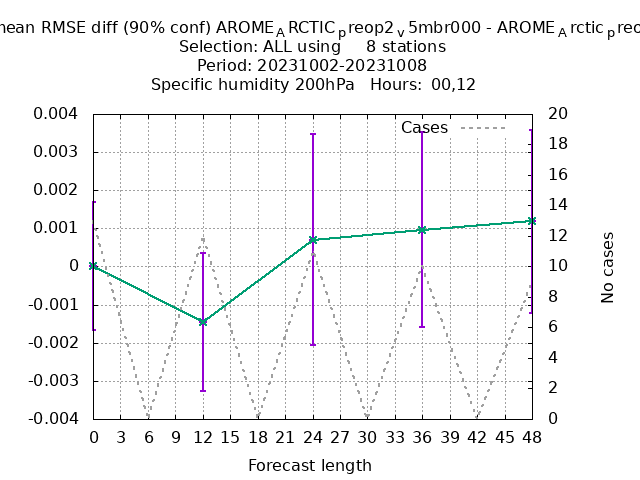 mean RMSE diff (90% conf) AROME_ARCTIC_preop2_v5mbr000 - AROME_Arctic_preo
Selection: ALL using 8 stations
Period: 20231002-20231008
Specific humidity 200hPa Hours: 00,12
Cases
0.004
0.003
0.002
0.001
0
-0.001
-0.002
-0.003
-0.004
20
18
16
14
12
10
8
6
4
2
0
No cases
0 3 6 9 12 15 18 21 24 27 30 33 36 39 42 45 48
Forecast length